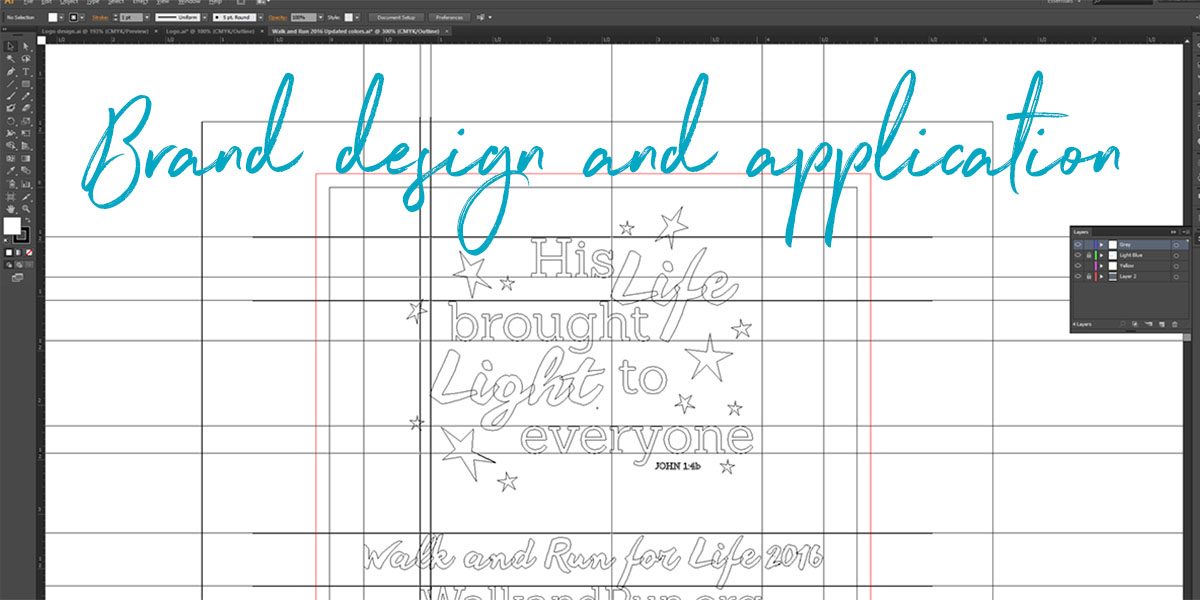 Ai File Edit Object Type Select Effect View Window Help Essentials
No Selection Stroke: 1 pt Uniform 5 pt. Round Opacity: 100% Style: Document Setup Preferences
Logo design.ai @ 192% (CMYK/Preview) × Logo.ai* @ 100% (CMYK/Outline) × Walk and Run 2016 Updated colors.ai* @ 300% (CMYK/Outline) ×
Brand design and application
Layers
Gray
Light Blue
Yellow
Layer 2
4 Layers
His Life
brought
Light to
everyone
JOHN 1:4b
Walk and Run for Life 2016
WalkandRun.org